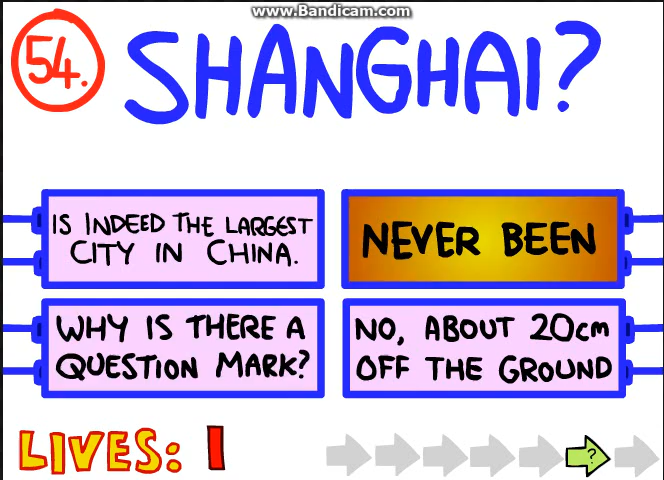 www.Bandicam.com
54.
SHANGHAI?
IS INDEED THE LARGEST
CITY IN CHINA.
NEVER BEEN
WHY IS THERE A
QUESTION MARK?
NO, ABOUT 20cm
OFF THE GROUND
LIVES: 1
?